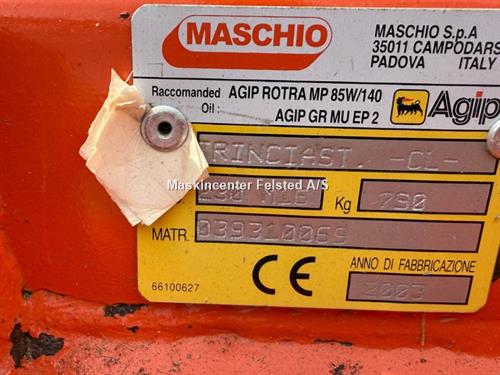 MASCHIO
MASCHIO S.p.A
35011 CAMPODARS
PADOVA ITALY
Raccomanded Oil: AGIP ROTRA MP 85W/140
AGIP GR MU EP 2
Agip
TRINCIAST. -CL-
Maskincenter Felsted A/S
Kg 790
MATR. 039310069
ANNO DI FABBRICAZIONE
CE 2003
66100627